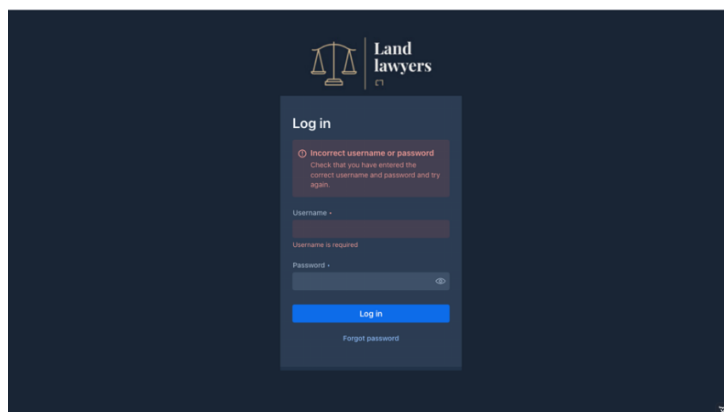 Land
lawyers
Log in
Incorrect username or password
Check that you have entered the
correct username and password and try
again.
Username •
Username is required
Password •
Log in
Forgot password